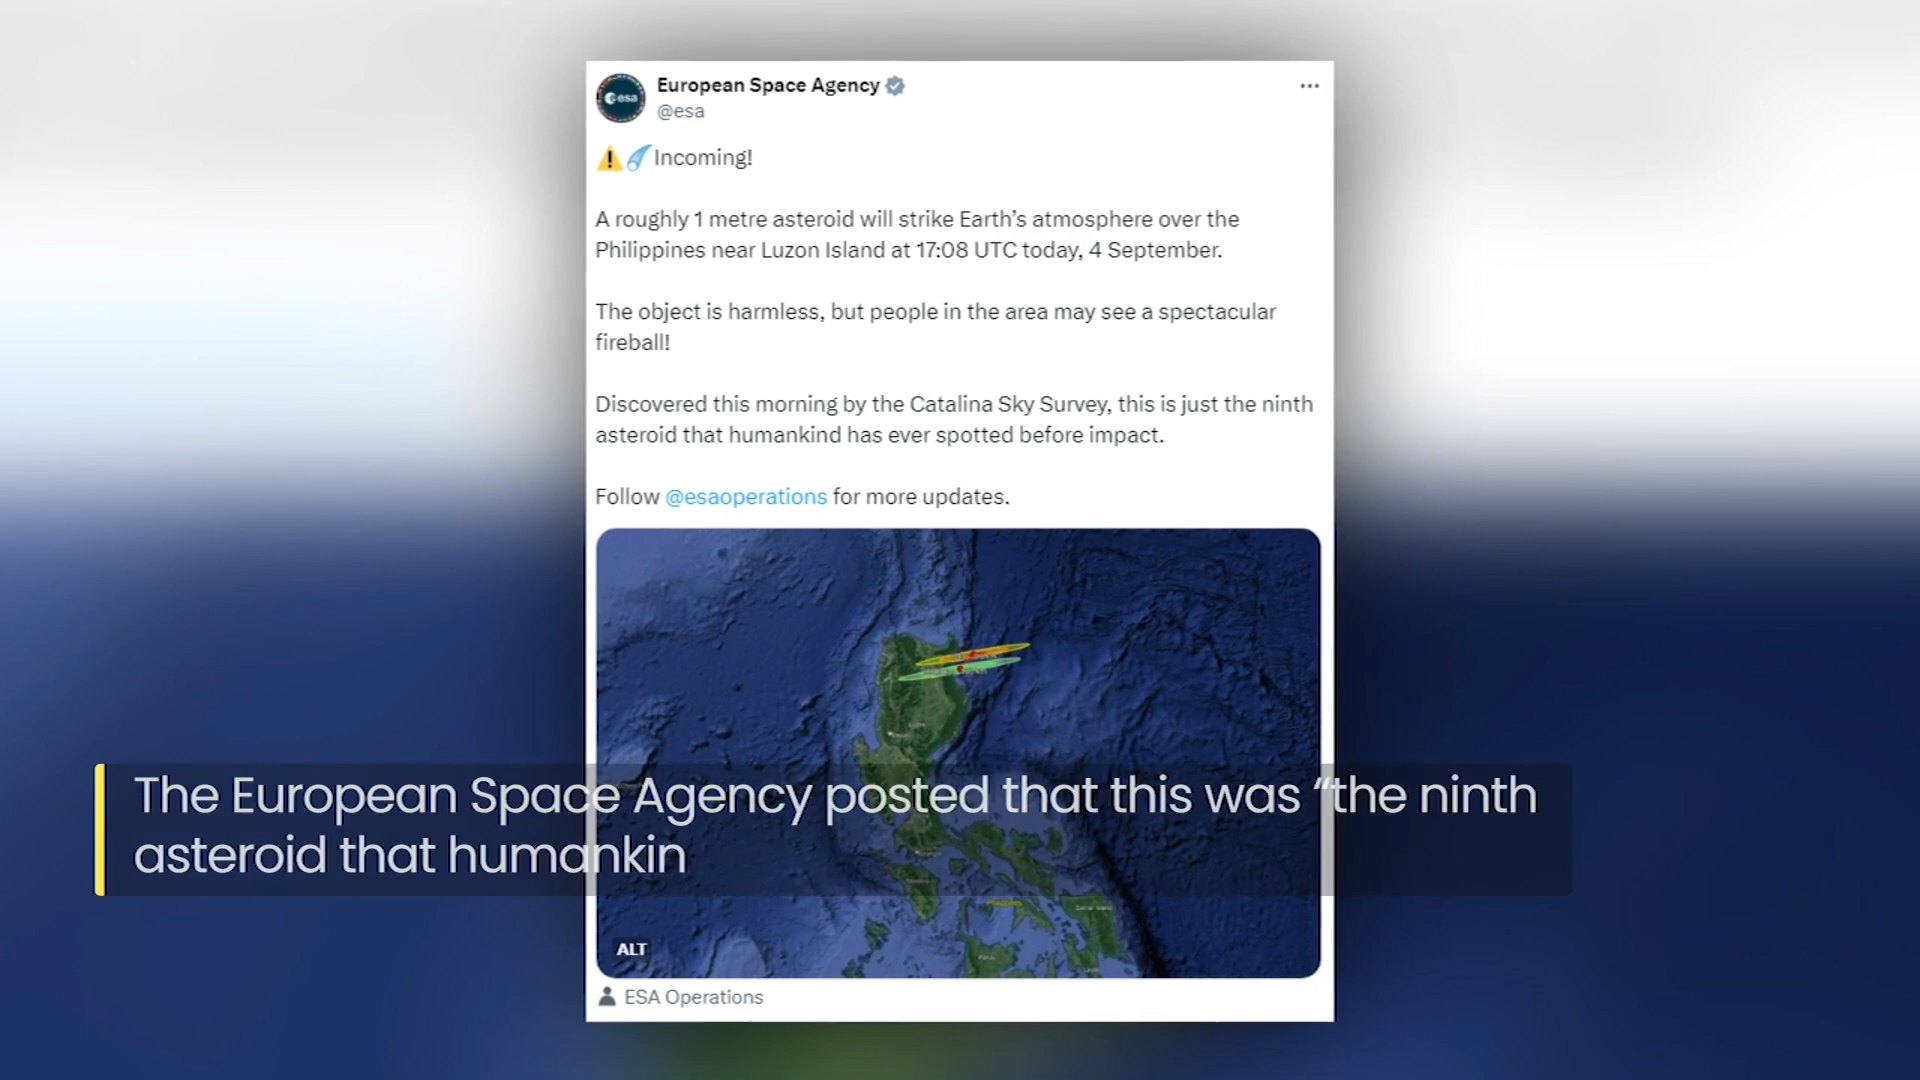 esa
European Space Agency
@esa
Incoming!
A roughly 1 metre asteroid will strike Earth’s atmosphere over the
Philippines near Luzon Island at 17:08 UTC today, 4 September.
The object is harmless, but people in the area may see a spectacular
fireball!
Discovered this morning by the Catalina Sky Survey, this is just the ninth
asteroid that humankind has ever spotted before impact.
Follow @esaoperations for more updates.
The European Space Agency posted that this was “the ninth
asteroid that humankin
Philippines
ALT
ESA Operations